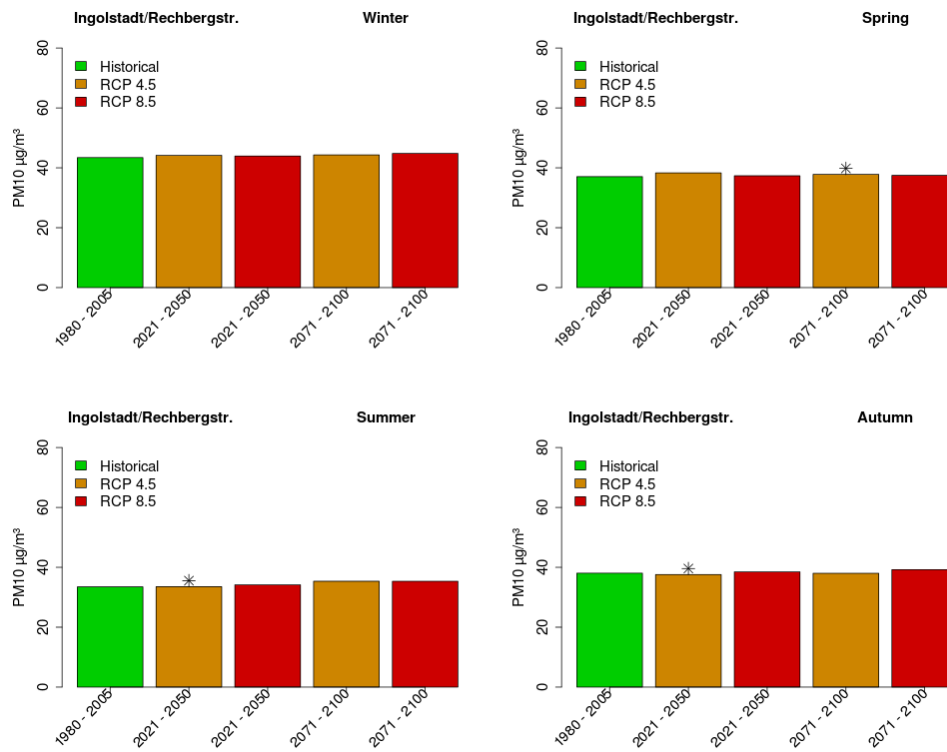 Ingolstadt/Rechbergstr. Winter
80
60
40
20
0
PM10 µg/m³
Historical
RCP 4.5
RCP 8.5
1980 - 2005
2021 - 2050
2021 - 2050
2071 - 2100
2071 - 2100
Ingolstadt/Rechbergstr. Spring
80
60
40
20
0
PM10 µg/m³
Historical
RCP 4.5
RCP 8.5
1980 - 2005
2021 - 2050
2021 - 2050
2071 - 2100
2071 - 2100
Ingolstadt/Rechbergstr. Summer
80
60
40
20
0
PM10 µg/m³
Historical
RCP 4.5
RCP 8.5
1980 - 2005
2021 - 2050
2021 - 2050
2071 - 2100
2071 - 2100
Ingolstadt/Rechbergstr. Autumn
80
60
40
20
0
PM10 µg/m³
Historical
RCP 4.5
RCP 8.5
1980 - 2005
2021 - 2050
2021 - 2050
2071 - 2100
2071 - 2100